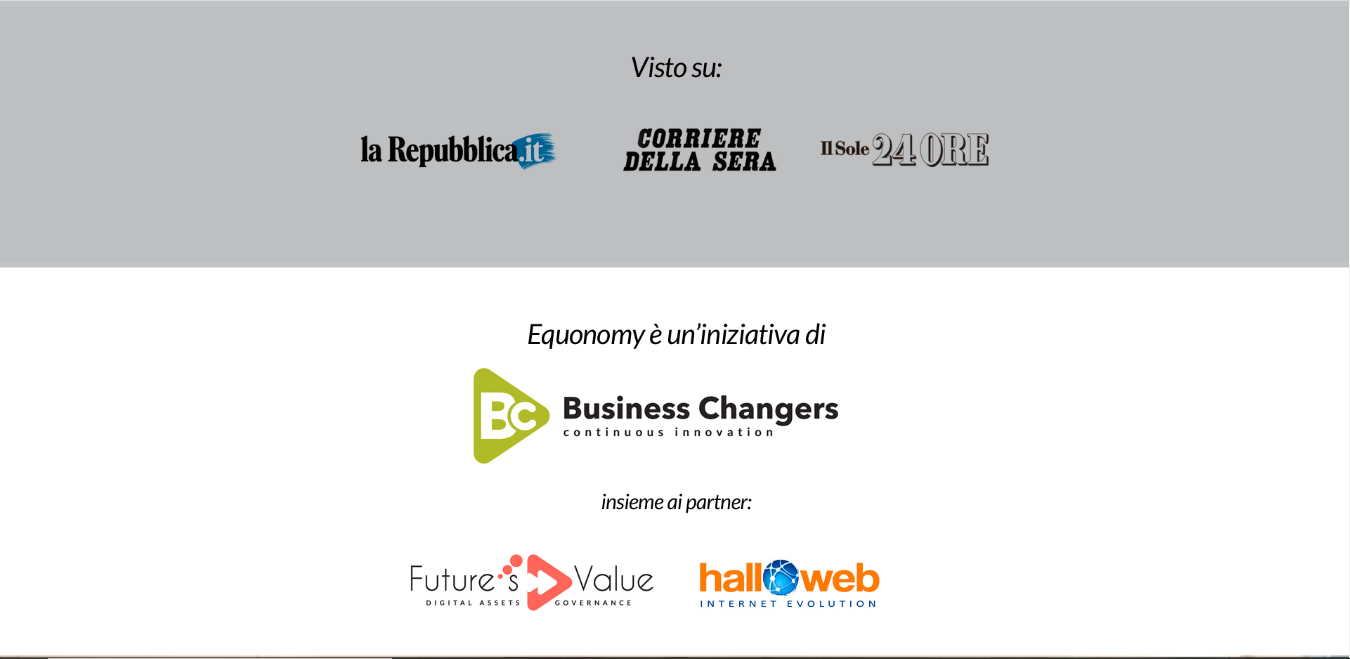 Visto su:
la Repubblica.it
CORRIERE
DELLA SERA
Il Sole 24 ORE
Equonomy è un’iniziativa di
Bc
Business Changers
continuous innovation
insieme ai partner:
Future's Value
DIGITAL ASSETS GOVERNANCE
halloweb
INTERNET EVOLUTION